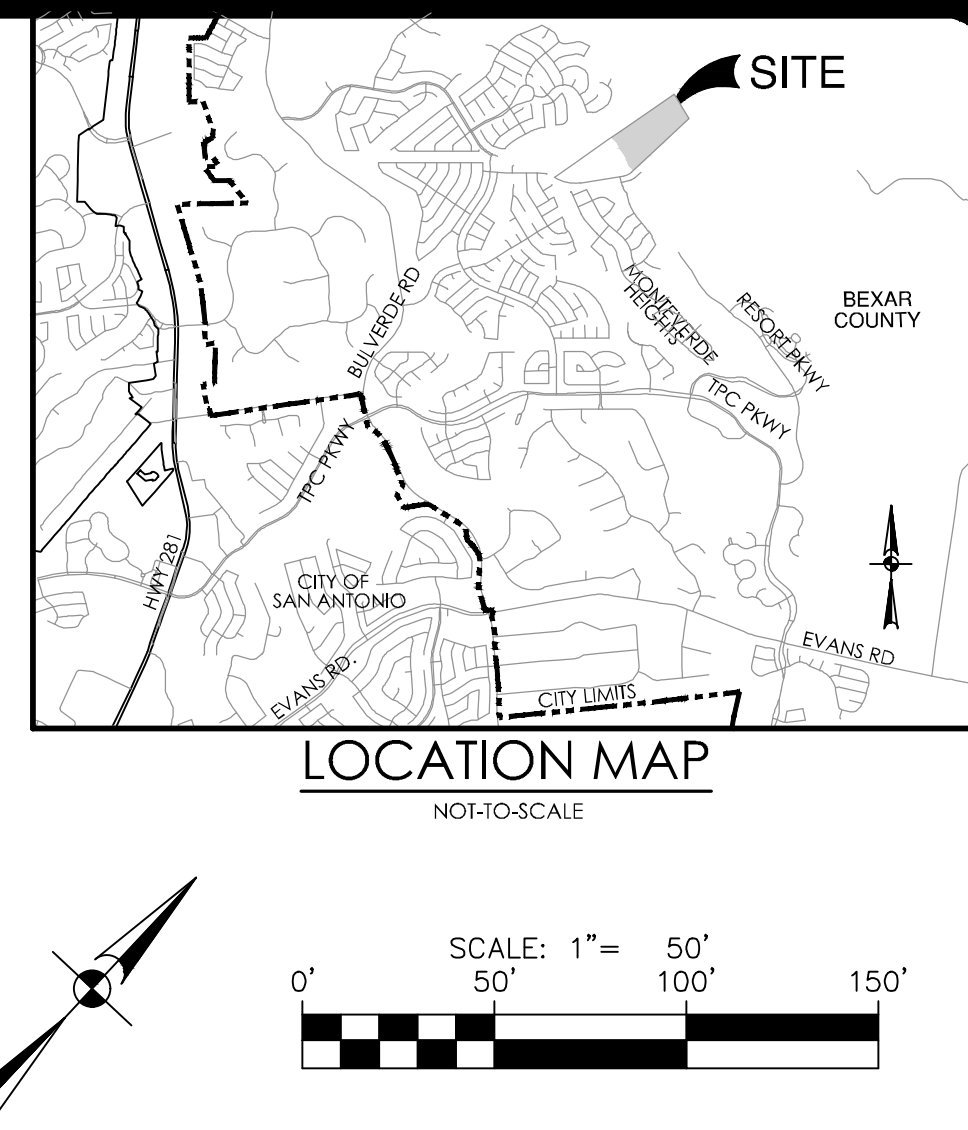 SITE
BULVERDE RD
MONTEVERDE
HEIGHTS
RESORT PKWY
BEXAR
COUNTY
TPC PKWY
TPC PKWY
HWY 281
CITY OF
SAN ANTONIO
EVANS RD.
EVANS RD
CITY LIMITS
LOCATION MAP
NOT-TO-SCALE
SCALE: 1"= 50'
0' 50' 100' 150'